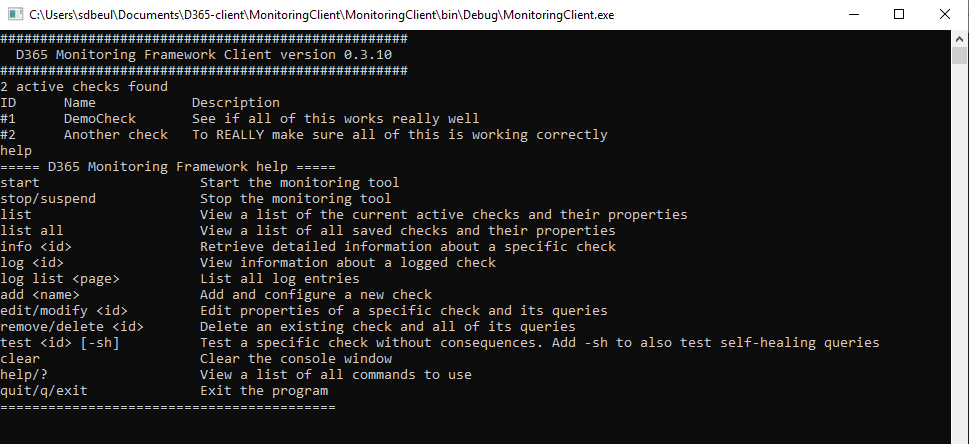 C:\Users\sdbeul\Documents\D365-client\MonitoringClient\MonitoringClient\bin\Debug\MonitoringClient.exe
###################################################
  D365 Monitoring Framework Client version 0.3.10
###################################################
2 active checks found
ID      Name            Description
#1      DemoCheck       See if all of this works really well
#2      Another check   To REALLY make sure all of this is working correctly
help
===== D365 Monitoring Framework help =====
start                    Start the monitoring tool
stop/suspend             Stop the monitoring tool
list                     View a list of the current active checks and their properties
list all                 View a list of all saved checks and their properties
info <id>                Retrieve detailed information about a specific check
log <id>                 View information about a logged check
log list <page>          List all log entries
add <name>               Add and configure a new check
edit/modify <id>         Edit properties of a specific check and its queries
remove/delete <id>       Delete an existing check and all of its queries
test <id> [-sh]          Test a specific check without consequences. Add -sh to also test self-healing queries
clear                    Clear the console window
help/?                   View a list of all commands to use
quit/q/exit              Exit the program
==========================================